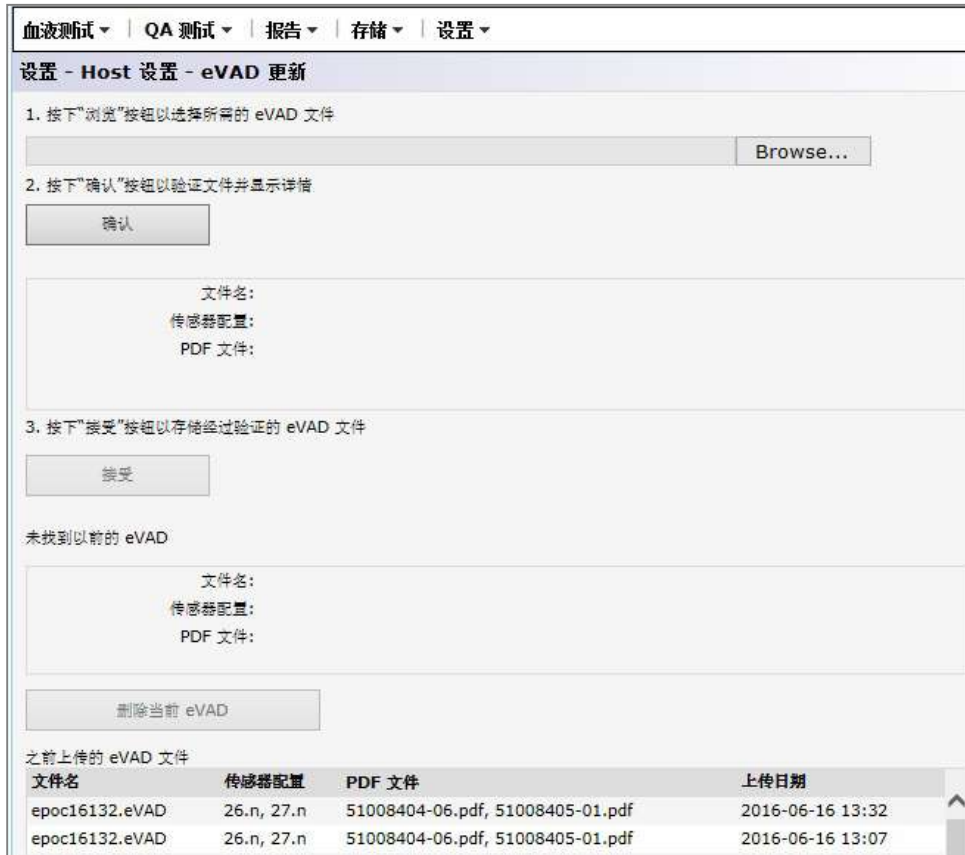 血液测试 | QA 测试 | 报告 | 存储 | 设置
设置 - Host 设置 - eVAD 更新
1. 按下“浏览”按钮以选择所需的 eVAD 文件
Browse...
2. 按下“确认”按钮以验证文件并显示详情
确认
文件名:
传感器配置:
PDF 文件:
3. 按下“接受”按钮以存储经过验证的 eVAD 文件
接受
未找到以前的 eVAD
文件名:
传感器配置:
PDF 文件:
删除当前 eVAD
之前上传的 eVAD 文件
文件名 传感器配置 PDF 文件 上传日期
epoc16132.eVAD 26.n, 27.n 51008404-06.pdf, 51008405-01.pdf 2016-06-16 13:32
epoc16132.eVAD 26.n, 27.n 51008404-06.pdf, 51008405-01.pdf 2016-06-16 13:07